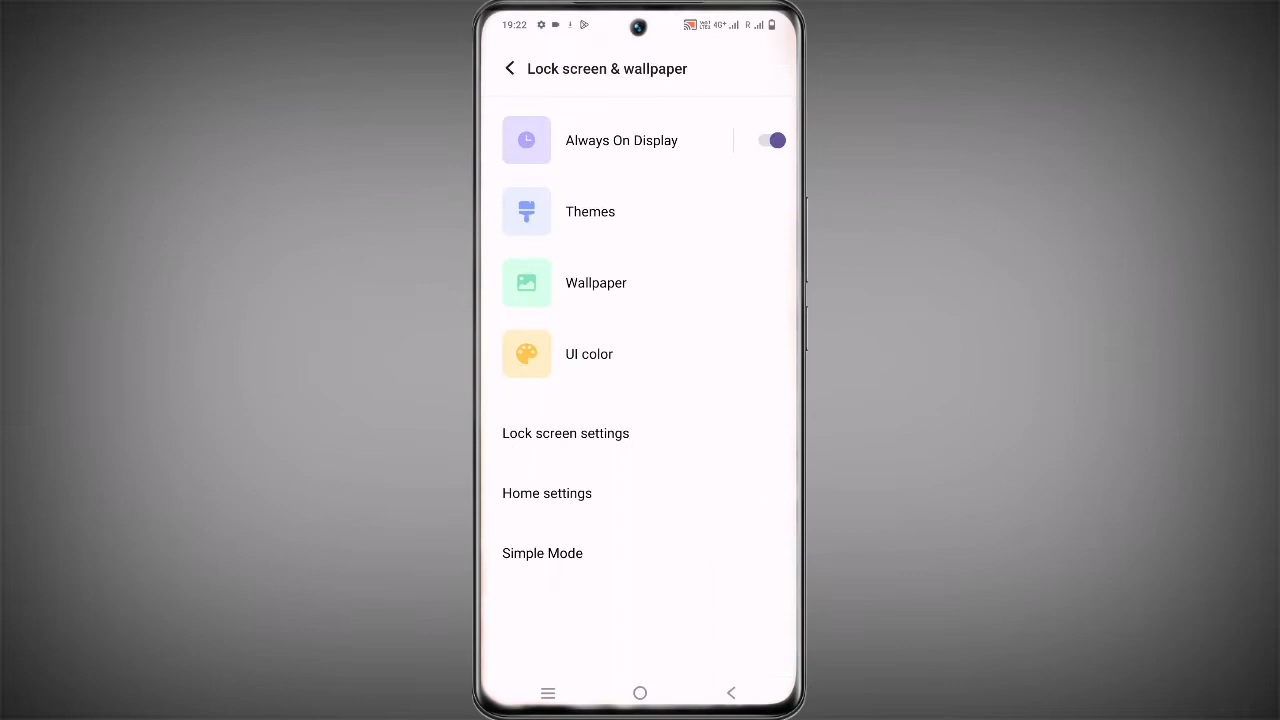 19:22 4G+ R
Lock screen & wallpaper
Always On Display
Themes
Wallpaper
UI color
Lock screen settings
Home settings
Simple Mode